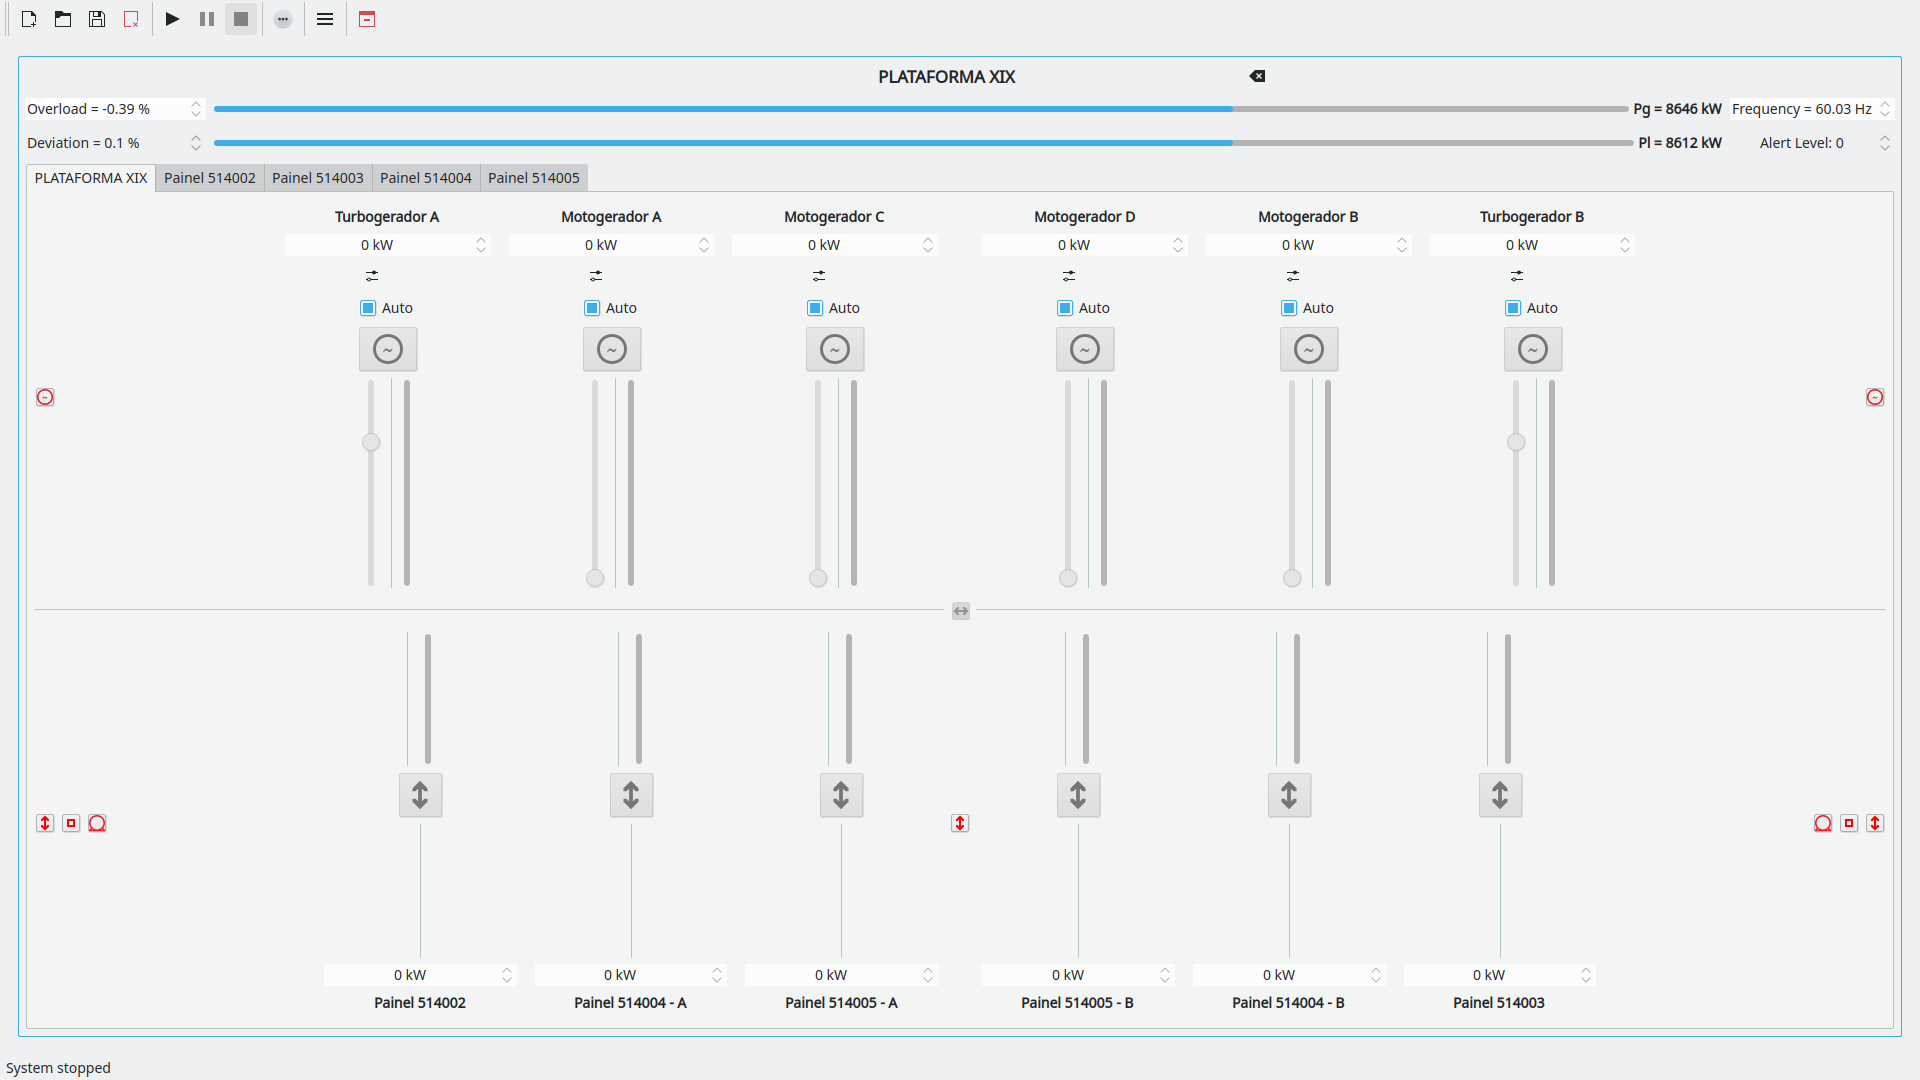 PLATAFORMA XIX
Overload = -0.39 %
Pg = 8646 kW
Frequency = 60.03 Hz
Deviation = 0.1 %
Pl = 8612 kW
Alert Level: 0
PLATAFORMA XIX Painel 514002 Painel 514003 Painel 514004 Painel 514005
Turbogerador A Motogerador A Motogerador C Motogerador D Motogerador B Turbogerador B
0 kW 0 kW 0 kW 0 kW 0 kW 0 kW
Auto Auto Auto Auto Auto Auto
0 kW 0 kW 0 kW 0 kW 0 kW 0 kW
Painel 514002 Painel 514004 - A Painel 514005 - A Painel 514005 - B Painel 514004 - B Painel 514003
System stopped